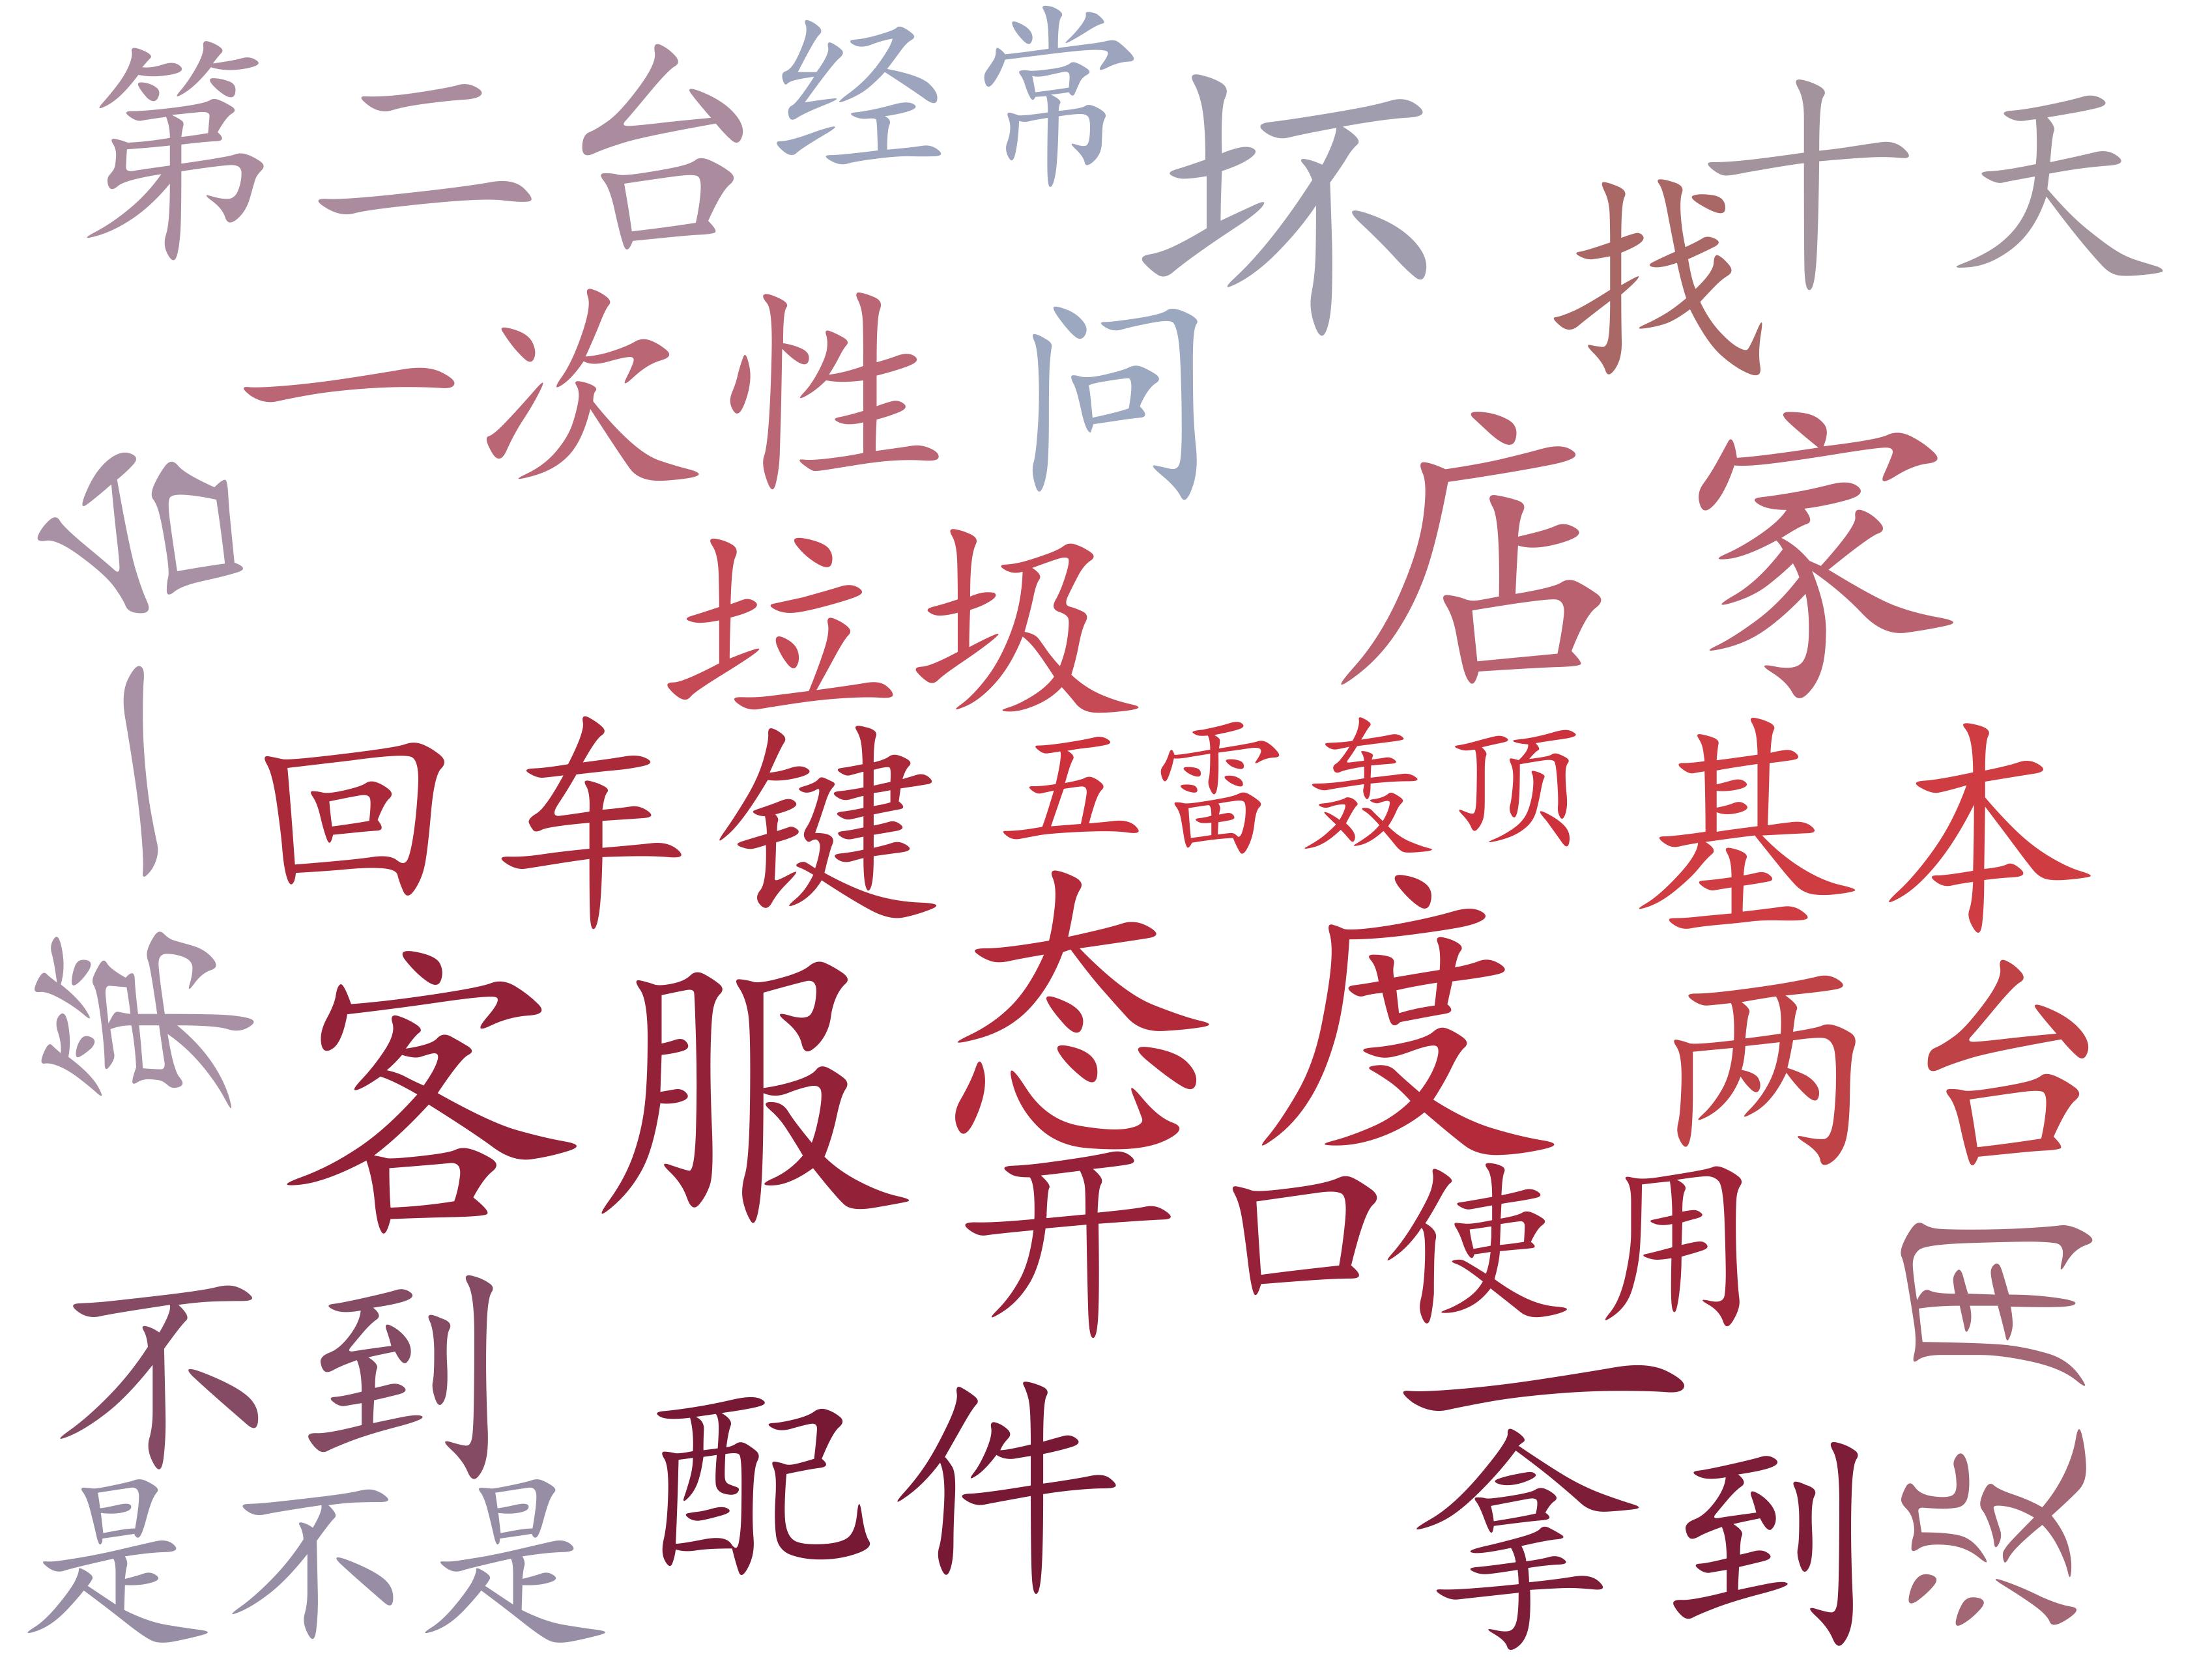 第二台
经常
坏
十天
找
一次性
问
店家
第一台
垃圾
回车键
五雷轰顶
基本
态度
客服
两台
开口
使用
没用
不到
一
配件
拿到
是不是